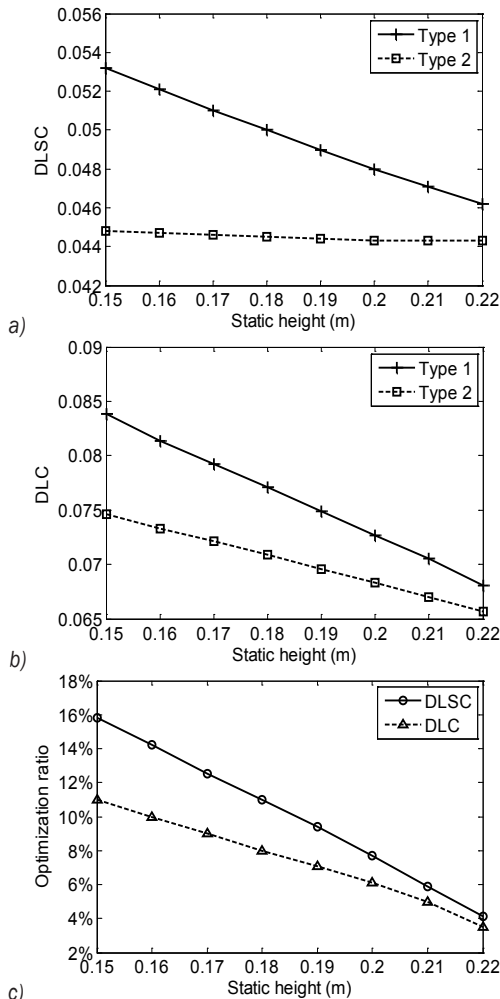 0.056
0.054
0.052
0.05
0.048
0.046
0.044
0.042
DLSC
Type 1
Type 2
0.15 0.16 0.17 0.18 0.19 0.2 0.21 0.22
Static height (m)
a)
0.09
0.085
0.08
0.075
0.07
0.065
DLC
Type 1
Type 2
0.15 0.16 0.17 0.18 0.19 0.2 0.21 0.22
Static height (m)
b)
18%
16%
14%
12%
10%
8%
6%
4%
2%
Optimization ratio
DLSC
DLC
0.15 0.16 0.17 0.18 0.19 0.20 0.21 0.22
Static height (m)
c)